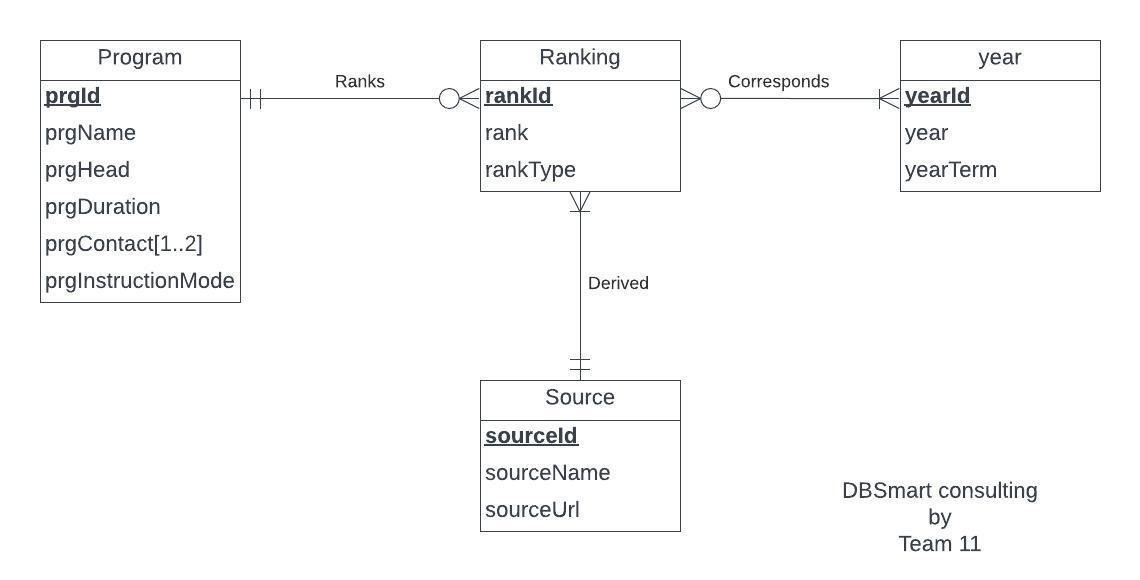 Program
prgId
prgName
prgHead
prgDuration
prgContact[1..2]
prgInstructionMode
Ranks
Ranking
rankId
rank
rankType
Corresponds
year
yearId
year
yearTerm
Derived
Source
sourceId
sourceName
sourceUrl
DBSmart consulting
by
Team 11